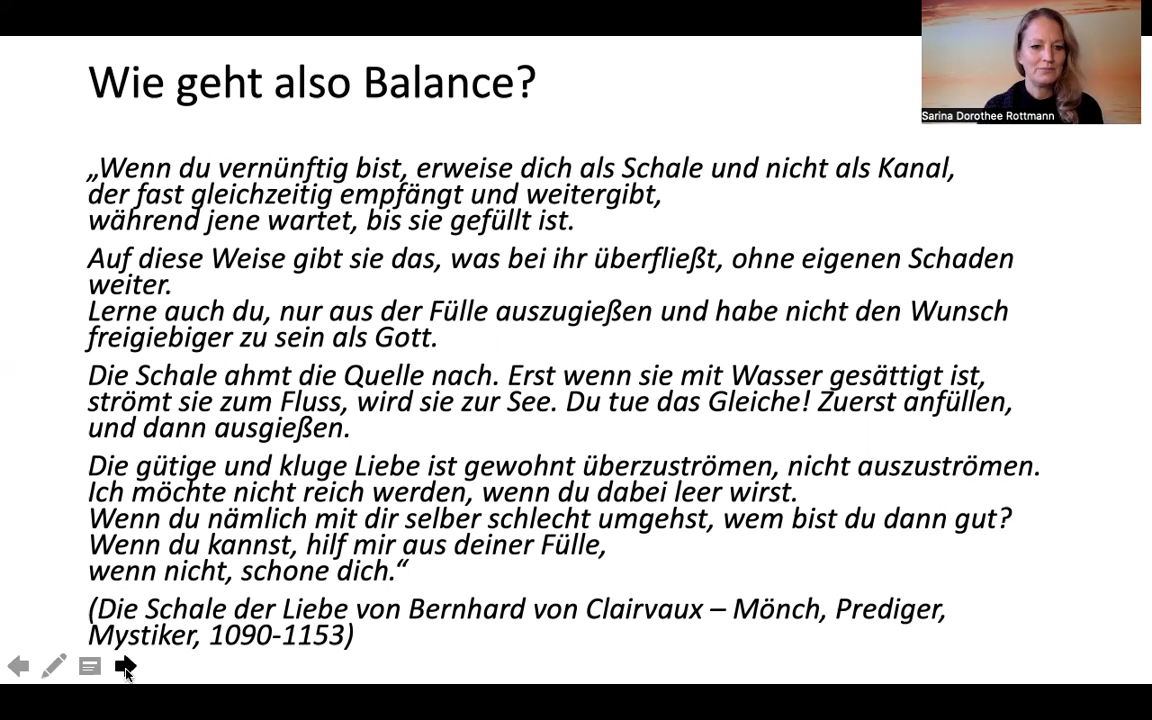 Wie geht also Balance?
Sarina Dorothee Rottmann
„Wenn du vernünftig bist, erweise dich als Schale und nicht als Kanal,
der fast gleichzeitig empfängt und weitergibt,
während jene wartet, bis sie gefüllt ist.
Auf diese Weise gibt sie das, was bei ihr überfließt, ohne eigenen Schaden
weiter.
Lerne auch du, nur aus der Fülle auszugießen und habe nicht den Wunsch
freigiebiger zu sein als Gott.
Die Schale ahmt die Quelle nach. Erst wenn sie mit Wasser gesättigt ist,
strömt sie zum Fluss, wird sie zur See. Du tue das Gleiche! Zuerst anfüllen,
und dann ausgießen.
Die gütige und kluge Liebe ist gewohnt überzuströmen, nicht auszuströmen.
Ich möchte nicht reich werden, wenn du dabei leer wirst.
Wenn du nämlich mit dir selber schlecht umgehst, wem bist du dann gut?
Wenn du kannst, hilf mir aus deiner Fülle,
wenn nicht, schone dich.“
(Die Schale der Liebe von Bernhard von Clairvaux – Mönch, Prediger,
Mystiker, 1090-1153)